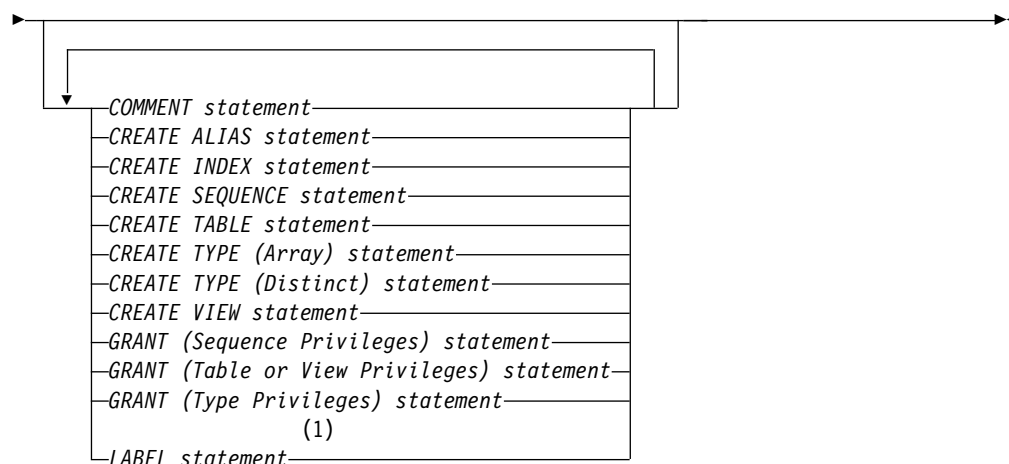 COMMENT statement
CREATE ALIAS statement
CREATE INDEX statement
CREATE SEQUENCE statement
CREATE TABLE statement
CREATE TYPE (Array) statement
CREATE TYPE (Distinct) statement
CREATE VIEW statement
GRANT (Sequence Privileges) statement
GRANT (Table or View Privileges) statement
GRANT (Type Privileges) statement
(1)
LABEL statement